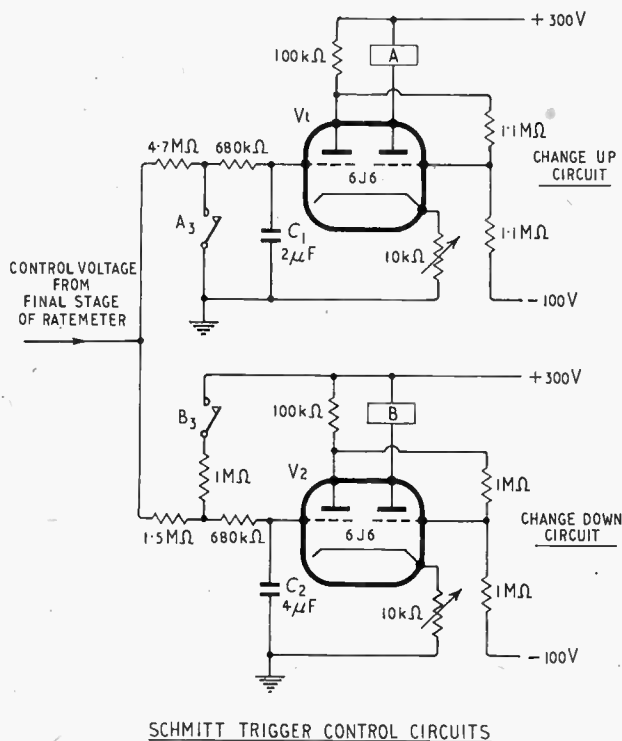 +300V
100kΩ
A
V1
4·7MΩ
680kΩ
1·1MΩ
CHANGE UP
CIRCUIT
6J6
A3
C1
2μF
10kΩ
1·1MΩ
CONTROL VOLTAGE
FROM
FINAL STAGE
OF RATEMETER
-100V
+300V
B3
100kΩ
B
1MΩ
V2
1MΩ
1·5MΩ
680kΩ
6J6
CHANGE DOWN
CIRCUIT
C2
4μF
10kΩ
1MΩ
-100V
SCHMITT TRIGGER CONTROL CIRCUITS